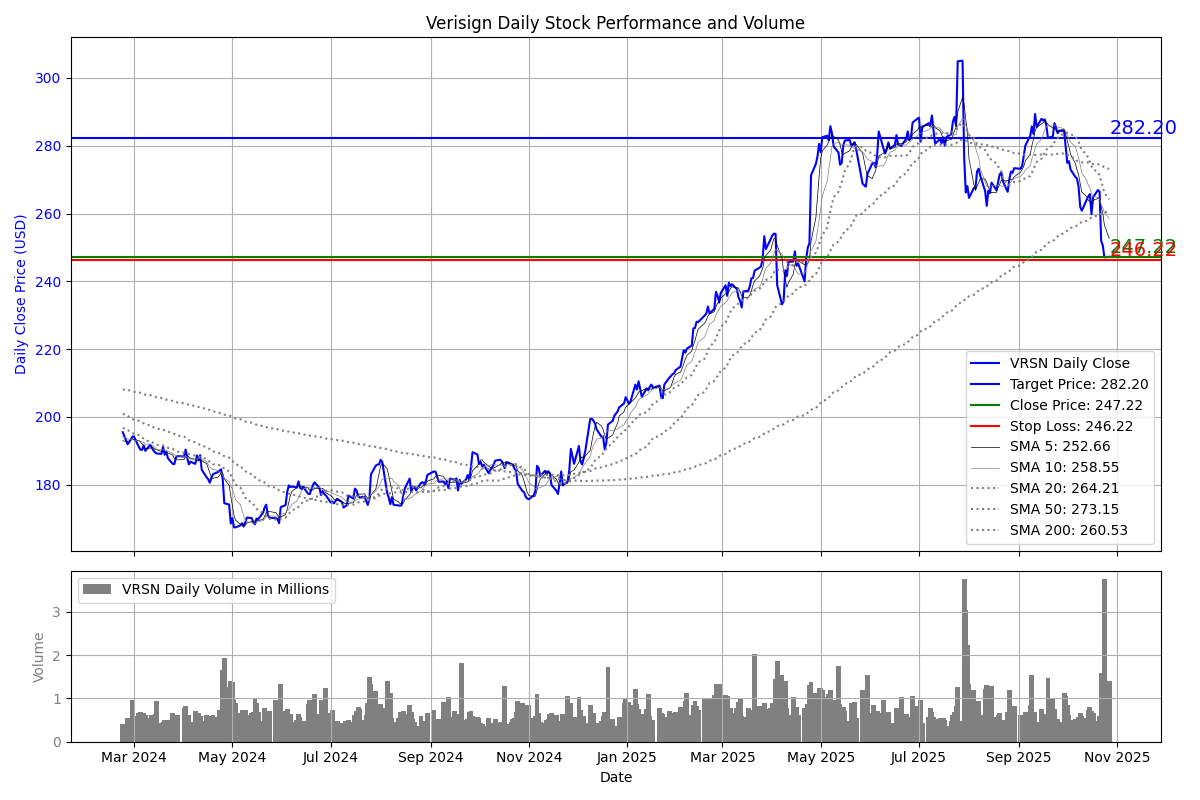 Verisign Daily Stock Performance and Volume
Daily Close Price (USD)
300
280
260
240
220
200
180
282.20
247.22
246.22
VRSN Daily Close
Target Price: 282.20
Close Price: 247.22
Stop Loss: 246.22
SMA 5: 252.66
SMA 10: 258.55
SMA 20: 264.21
SMA 50: 273.15
SMA 200: 260.53
VRSN Daily Volume in Millions
Volume
3
2
1
0
Mar 2024 May 2024 Jul 2024 Sep 2024 Nov 2024 Jan 2025 Mar 2025 May 2025 Jul 2025 Sep 2025 Nov 2025
Date